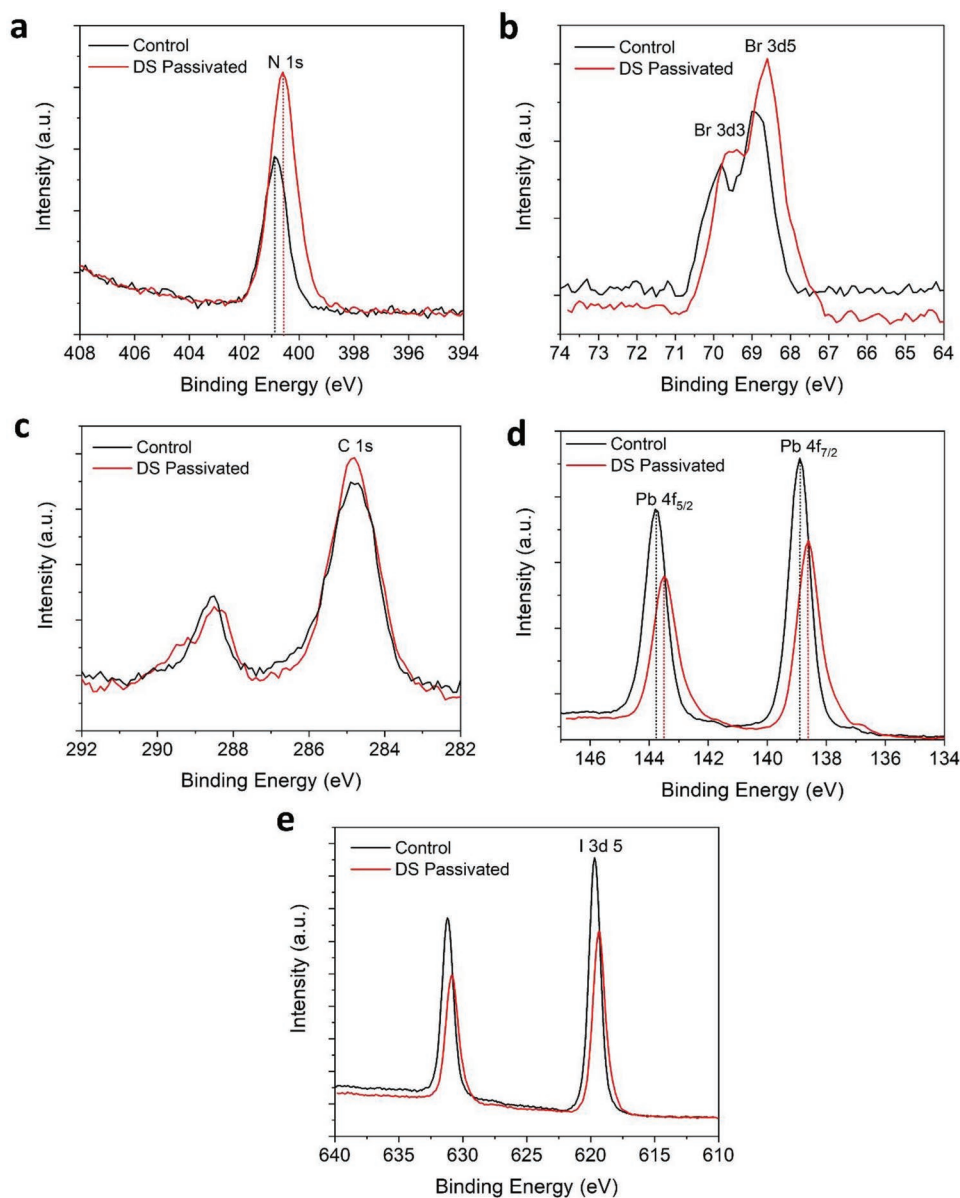 a
Control
DS Passivated
N 1s
Intensity (a.u.)
408 406 404 402 401 400 398 396 394
Binding Energy (eV)
b
Control
DS Passivated
Br 3d5
Br 3d3
Intensity (a.u.)
74 73 72 71 70 69 68 67 66 65 64
Binding Energy (eV)
c
Control
DS Passivated
C 1s
Intensity (a.u.)
292 290 288 286 284 282
Binding Energy (eV)
d
Control
DS Passivated
Pb 4f7/2
Pb 4f5/2
Intensity (a.u.)
146 144 142 140 139 138 136 134
Binding Energy (eV)
e
Control
DS Passivated
I 3d 5
Intensity (a.u.)
640 635 630 625 620 615 610
Binding Energy (eV)